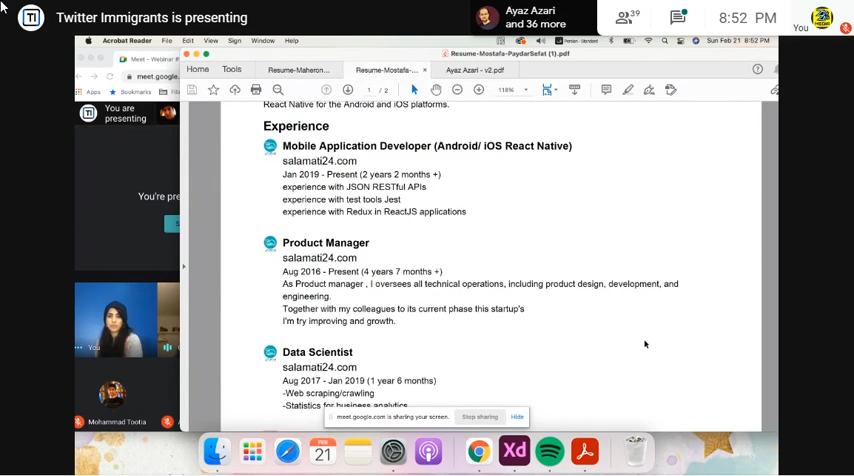 Twitter Immigrants is presenting
Ayaz Azari
and 36 more
39
8:52 PM
You
Acrobat Reader File Edit View Sign Window Help
Persian - Standard
Sun Feb 21 8:52 PM
Meet - Webinar
meet.google.
Apps Bookmarks
Resume-Mostafa-PaydarSefat (1).pdf
Home Tools Resume-Maheron... Resume-Mostafa-... × Ayaz Azari - v2.pdf
1 / 2 118%
You are
presenting
You're pre
React Native for the Android and iOS platforms.
Experience
Mobile Application Developer (Android/ iOS React Native)
salamati24.com
Jan 2019 - Present (2 years 2 months +)
experience with JSON RESTful APIs
experience with test tools Jest
experience with Redux in ReactJS applications
Product Manager
salamati24.com
Aug 2016 - Present (4 years 7 months +)
As Product manager , I oversees all technical operations, including product design, development, and
engineering.
Together with my colleagues to its current phase this startup's
I'm try improving and growth.
Data Scientist
salamati24.com
Aug 2017 - Jan 2019 (1 year 6 months)
-Web scraping/crawling
-Statistics for business analytics
You
Mohammad Tootia
meet.google.com is sharing your screen. Stop sharing Hide
FEB
21
Xd